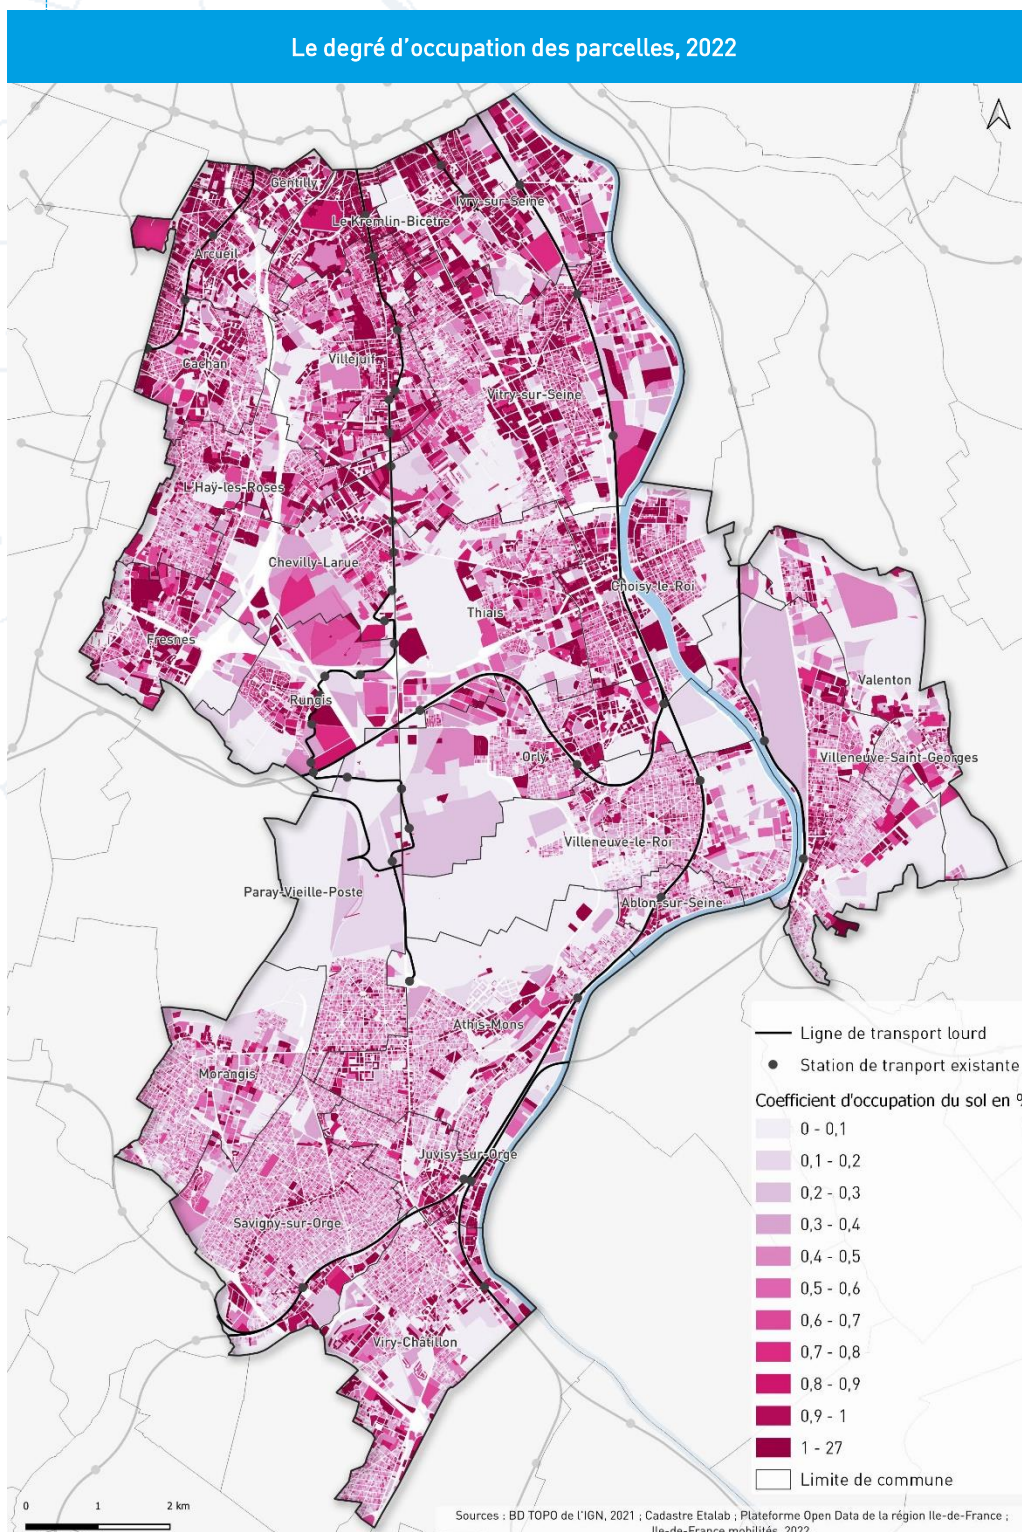 Le degré d'occupation des parcelles, 2022
Gentilly
Ivry-sur-Seine
Le Kremlin-Bicêtre
Arcueil
Cachan
Villejuif
Vitry-sur-Seine
L'Haÿ-les-Roses
Chevilly-Larue
Choisy-le-Roi
Thiais
Fresnes
Valenton
Rungis
Orly
Villeneuve-Saint-Georges
Villeneuve-le-Roi
Paray-Vieille-Poste
Ablon-sur-Seine
Athis-Mons
Morangis
Juvisy-sur-Orge
Savigny-sur-Orge
Viry-Châtillon
Ligne de transport lourd
Station de tranport existante
Coefficient d'occupation du sol en %
0 - 0,1
0,1 - 0,2
0,2 - 0,3
0,3 - 0,4
0,4 - 0,5
0,5 - 0,6
0,6 - 0,7
0,7 - 0,8
0,8 - 0,9
0,9 - 1
1 - 27
Limite de commune
0 1 2 km
Sources : BD TOPO de l'IGN, 2021 ; Cadastre Etalab ; Plateforme Open Data de la région Ile-de-France ;
Ile-de-France mobilités, 2022